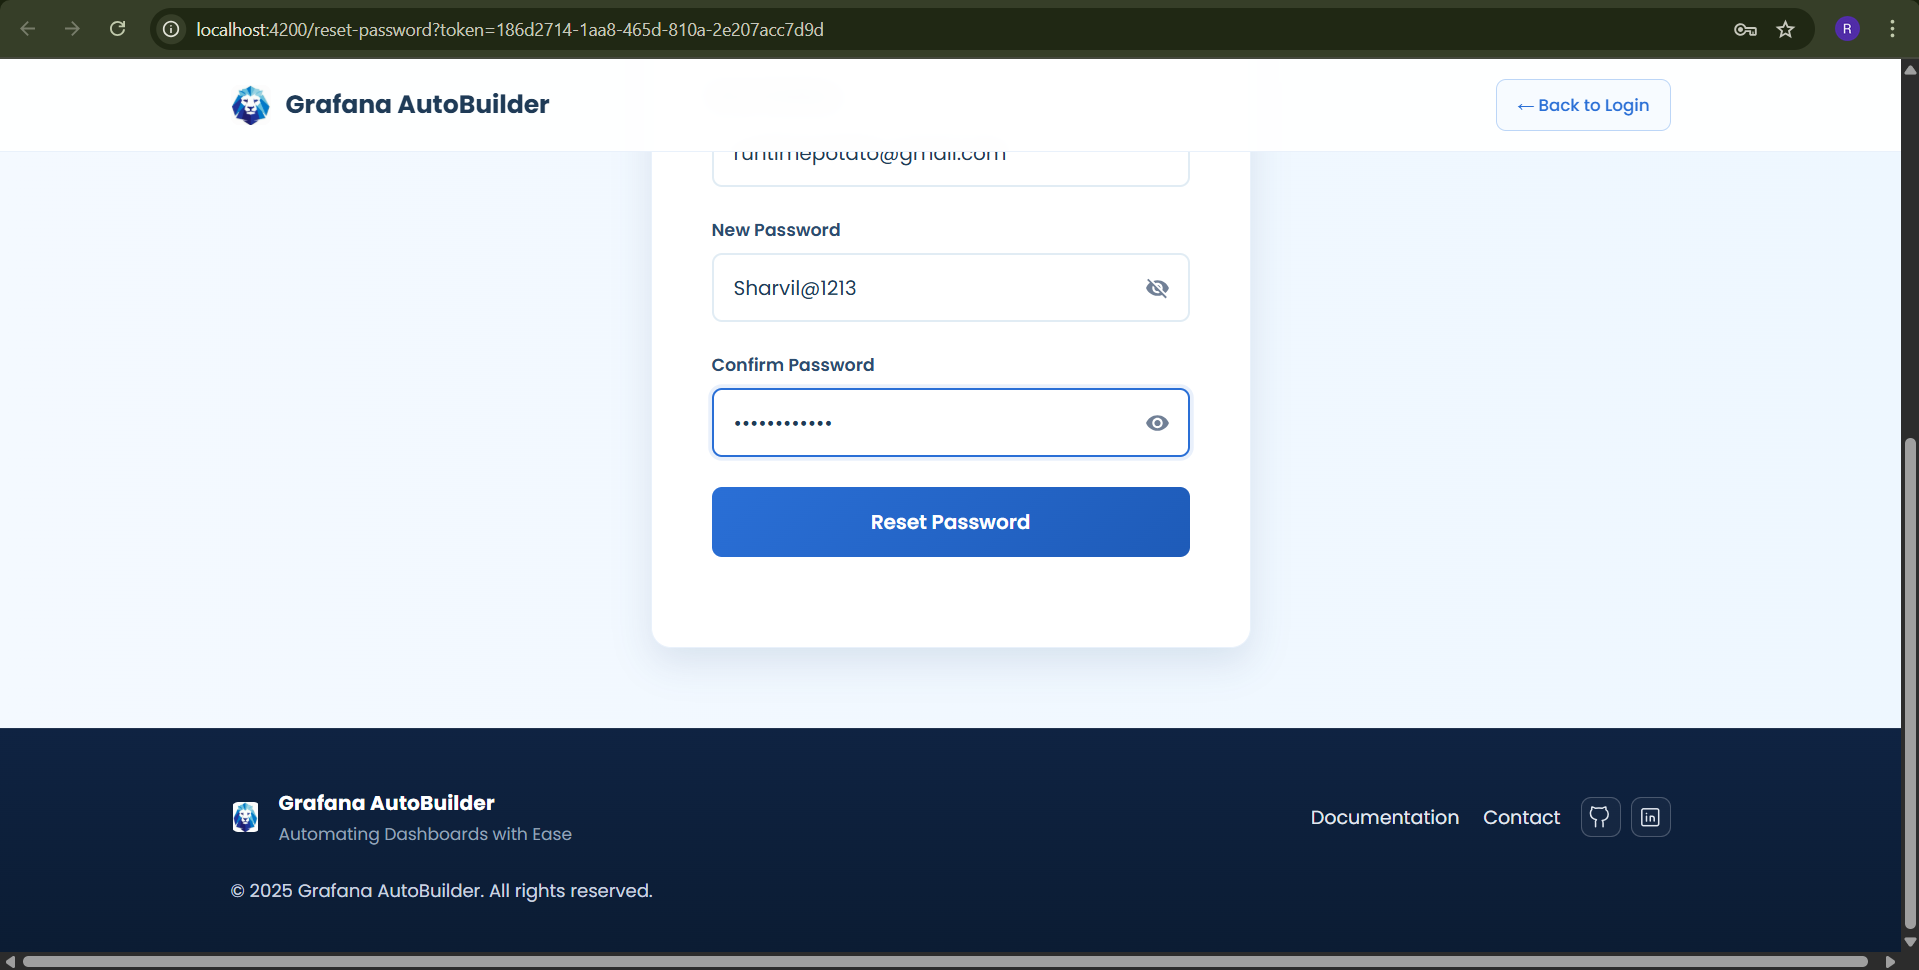 localhost:4200/reset-password?token=186d2714-1aa8-465d-810a-2e207acc7d9d
R
Grafana AutoBuilder
← Back to Login
runtimepotato@gmail.com
New Password
Sharvil@1213
Confirm Password
••••••••••••
Reset Password
Grafana AutoBuilder
Automating Dashboards with Ease
Documentation
Contact
in
© 2025 Grafana AutoBuilder. All rights reserved.